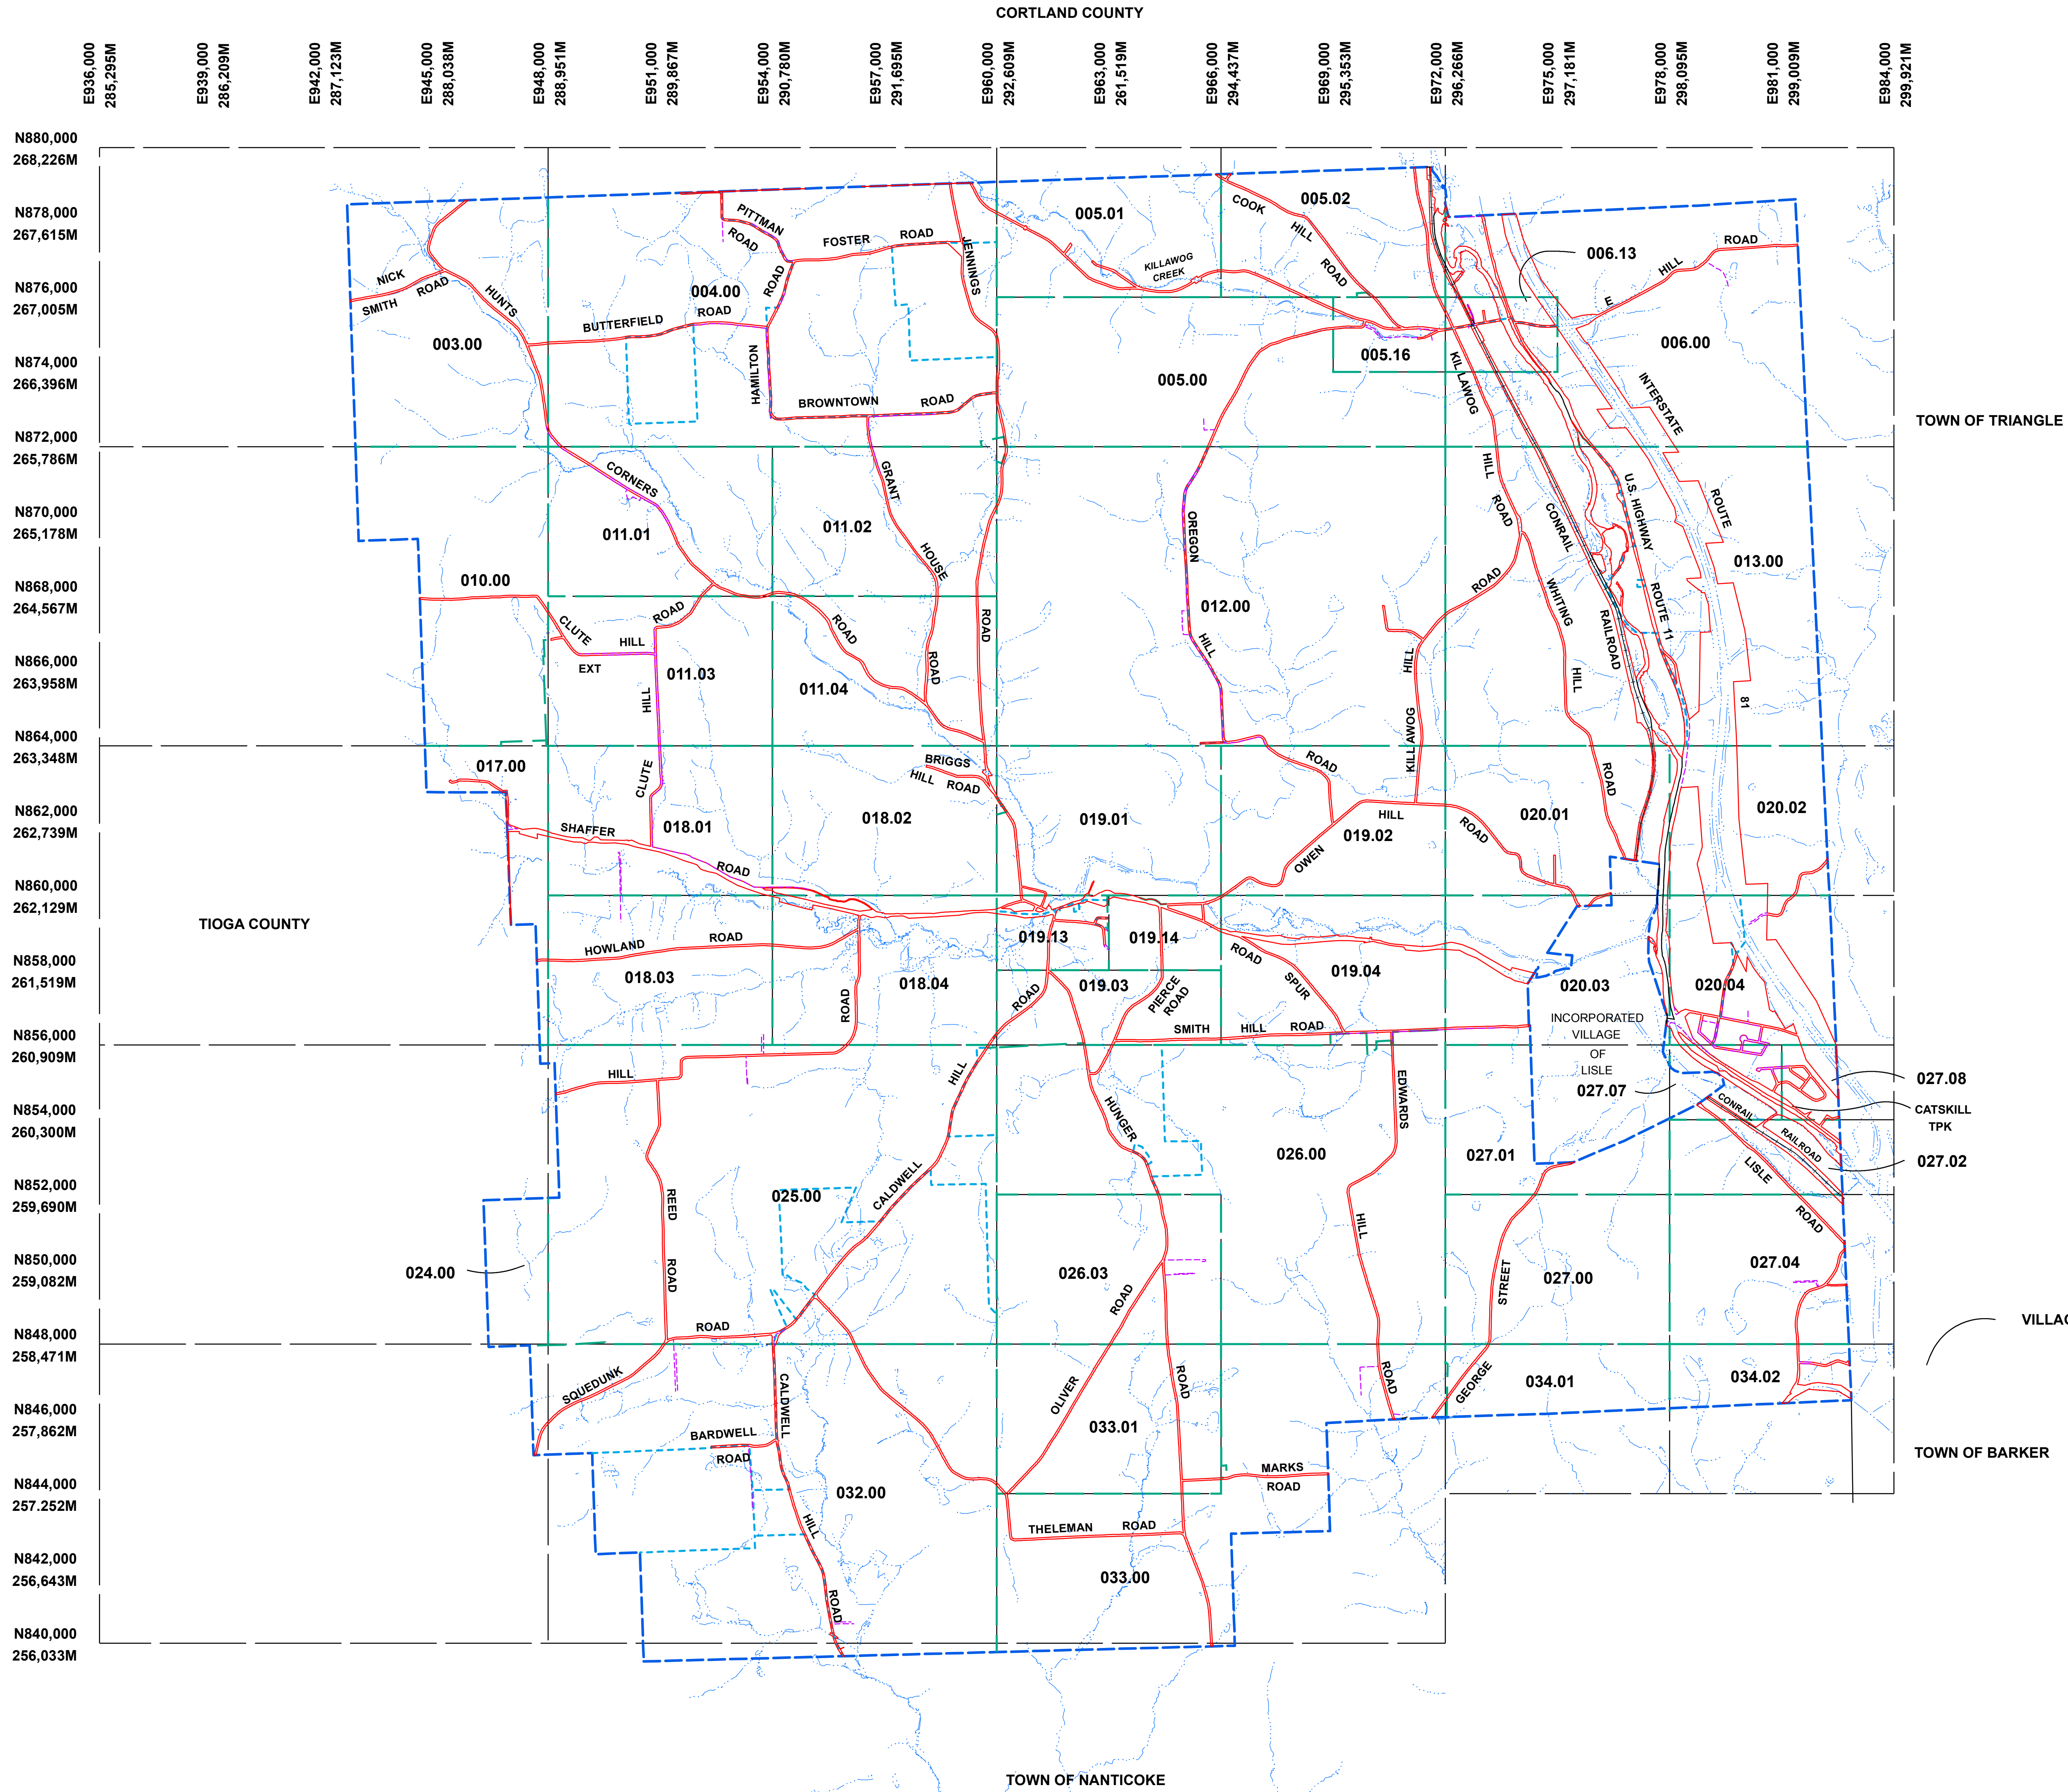 CORTLAND COUNTY
E936,000
285,295M
E939,000
286,209M
E942,000
287,123M
E945,000
288,038M
E948,000
288,951M
E951,000
289,867M
E954,000
290,780M
E957,000
291,695M
E960,000
292,609M
E963,000
261,519M
E966,000
294,437M
E969,000
295,353M
E972,000
296,266M
E975,000
297,181M
E978,000
298,095M
E981,000
299,009M
E984,000
299,921M
N880,000
268,226M
N878,000
267,615M
N876,000
267,005M
N874,000
266,396M
N872,000
265,786M
N870,000
265,178M
N868,000
264,567M
N866,000
263,958M
N864,000
263,348M
N862,000
262,739M
N860,000
262,129M
N858,000
261,519M
N856,000
260,909M
N854,000
260,300M
N852,000
259,690M
N850,000
259,082M
N848,000
258,471M
N846,000
257,862M
N844,000
257.252M
N842,000
256,643M
N840,000
256,033M
PITTMAN
ROAD
FOSTER ROAD
JENNINGS
005.01
COOK
HILL
ROAD
005.02
006.13
E HILL ROAD
KILLAWOG
CREEK
NICK
SMITH ROAD
HUNTS
004.00
ROAD
BUTTERFIELD ROAD
003.00
HAMILTON
BROWNTOWN ROAD
005.00
005.16
006.00
KILLAWOG
HILL
ROAD
INTERSTATE
ROUTE
81
TOWN OF TRIANGLE
CORNERS
GRANT
HOUSE
ROAD
011.01
011.02
OREGON
HILL
CONRAIL
RAILROAD
U.S. HIGHWAY
ROUTE 11
013.00
010.00
CLUTE
HILL
EXT
ROAD
ROAD
ROAD
012.00
ROAD
WHITING
HILL
ROAD
011.03
HILL
CLUTE
011.04
HILL
KILLAWOG
017.00
BRIGGS
HILL ROAD
ROAD
SHAFFER
ROAD
018.01
018.02
019.01
OWEN
HILL
ROAD
019.02
020.01
020.02
TIOGA COUNTY
HOWLAND ROAD
018.03
ROAD
018.04
019.13
019.14
019.03
PIERCE
ROAD
ROAD
SPUR
019.04
020.03
020.04
INCORPORATED
VILLAGE
OF
LISLE
SMITH HILL ROAD
ROAD
HILL
HILL
HUNGER
EDWARDS
027.07
027.08
CATSKILL
TPK
CONRAIL
RAILROAD
027.02
REED
ROAD
025.00
CALDWELL
026.00
027.01
LISLE
ROAD
HILL
024.00
026.03
ROAD
STREET
027.00
027.04
ROAD
VILLA
SQUEDUNK
CALDWELL
OLIVER
ROAD
ROAD
GEORGE
034.01
034.02
BARDWELL
ROAD
033.01
TOWN OF BARKER
MARKS
ROAD
032.00
HILL
ROAD
THELEMAN ROAD
033.00
TOWN OF NANTICOKE